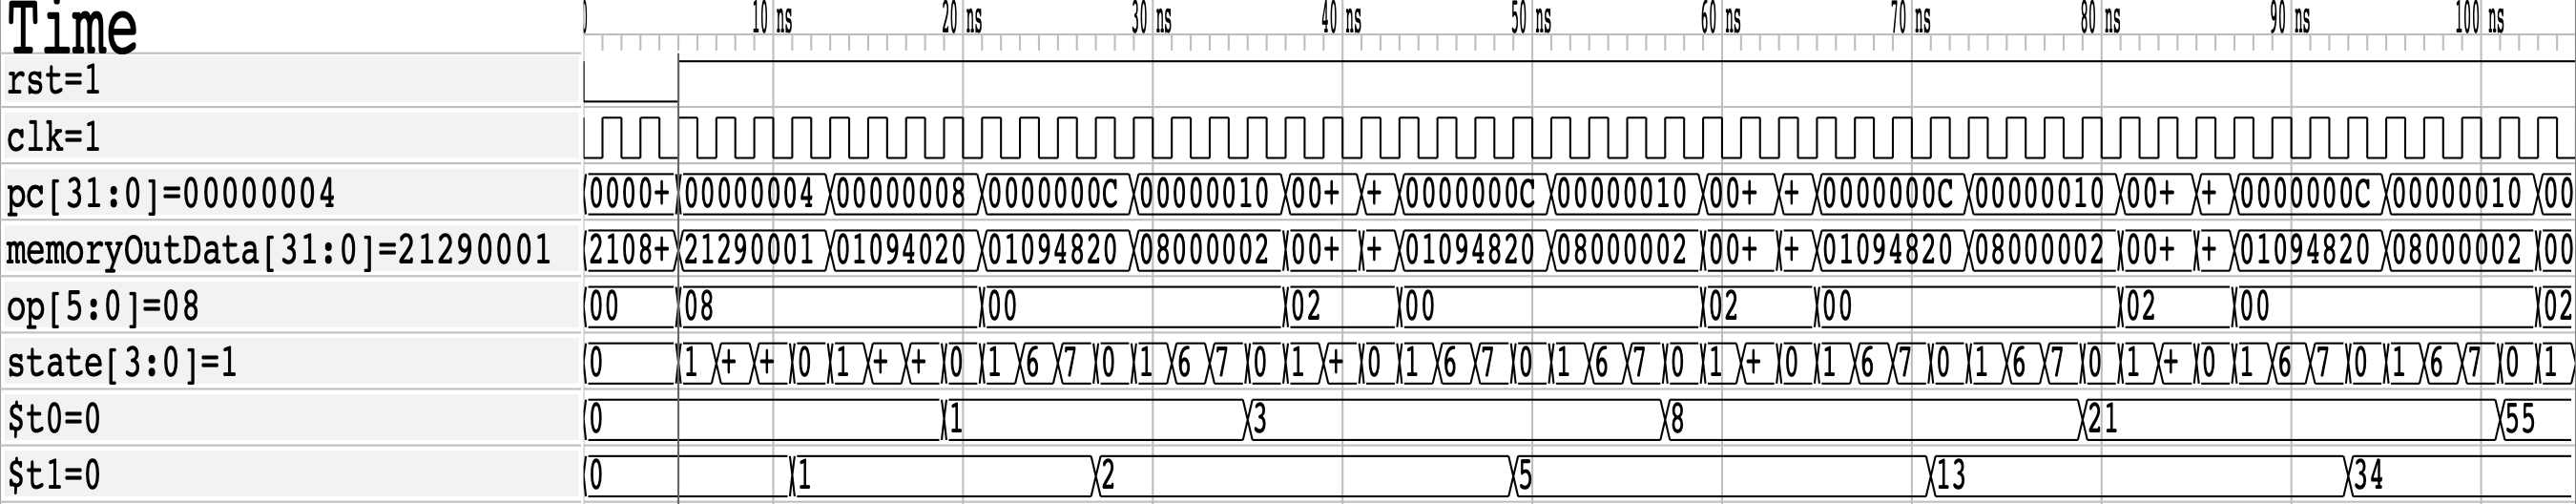 Time 0 10 ns 20 ns 30 ns 40 ns 50 ns 60 ns 70 ns 80 ns 90 ns 100 ns
rst=1
clk=1
pc[31:0]=00000004 0000+ 00000004 00000008 0000000C 00000010 00+ + 0000000C 00000010 00+ + 0000000C 00000010 00+ + 0000000C 00000010 00
memoryOutData[31:0]=21290001 2108+ 21290001 01094020 01094820 08000002 00+ + 01094820 08000002 00+ + 01094820 08000002 00+ + 01094820 08000002 00
op[5:0]=08 00 08 00 02 00 02 00 02 00 02
state[3:0]=1 0 1 + + 0 1 + + 0 1 6 7 0 1 6 7 0 1 + 0 1 6 7 0 1 6 7 0 1 + 0 1 6 7 0 1 6 7 0 1 + 0 1 6 7 0 1 6 7 0 1
$t0=0 0 1 3 8 21 55
$t1=0 0 1 2 5 13 34